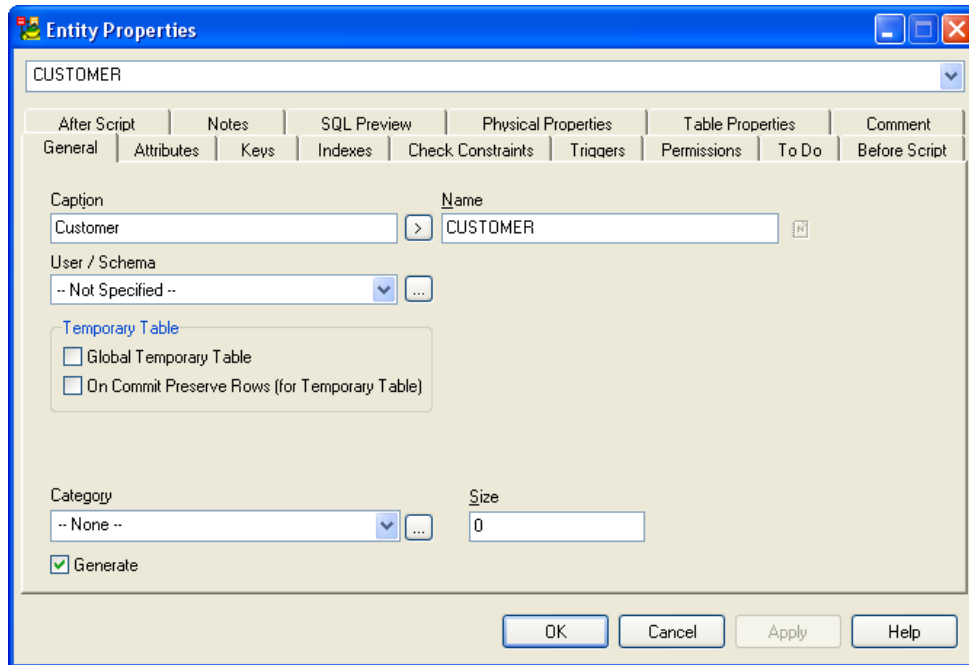 Entity Properties
CUSTOMER
After Script Notes SQL Preview Physical Properties Table Properties Comment
General Attributes Keys Indexes Check Constraints Triggers Permissions To Do Before Script
Caption Name
Customer > CUSTOMER N
User / Schema
-- Not Specified -- ...
Temporary Table
Global Temporary Table
On Commit Preserve Rows (for Temporary Table)
Category Size
-- None -- ... 0
Generate
OK Cancel Apply Help